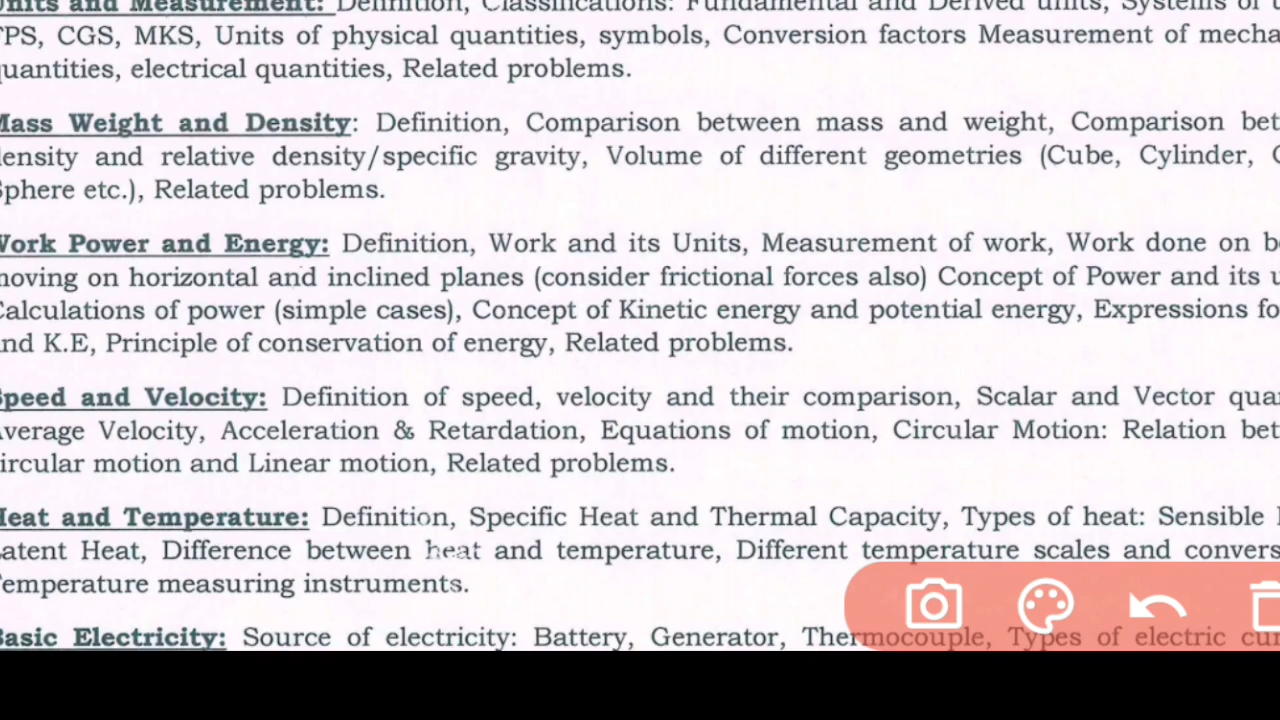 Units and Measurement: Definition, Classifications: Fundamental and Derived units, Systems of
FPS, CGS, MKS, Units of physical quantities, symbols, Conversion factors Measurement of
quantities, electrical quantities, Related problems.
Mass Weight and Density: Definition, Comparison between mass and weight, Comparison
density and relative density/specific gravity, Volume of different geometries (Cube, Cylinder,
Sphere etc.), Related problems.
Work Power and Energy: Definition, Work and its Units, Measurement of work, Work done on
moving on horizontal and inclined planes (consider frictional forces also) Concept of Power and its
Calculations of power (simple cases), Concept of Kinetic energy and potential energy, Expressions
and K.E, Principle of conservation of energy, Related problems.
Speed and Velocity: Definition of speed, velocity and their comparison, Scalar and Vector
Average Velocity, Acceleration & Retardation, Equations of motion, Circular Motion: Relation
circular motion and Linear motion, Related problems.
Heat and Temperature: Definition, Specific Heat and Thermal Capacity, Types of heat: Sensible
Latent Heat, Difference between heat and temperature, Different temperature scales and
Temperature measuring instruments.
Basic Electricity: Source of electricity: Battery, Generator, Thermocouple, Types of electric